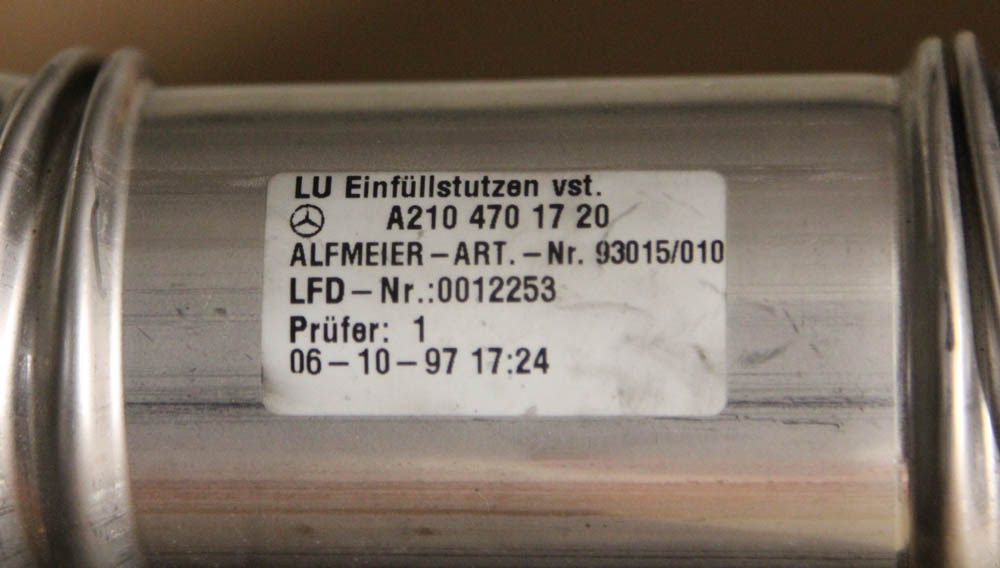 LU Einfüllstutzen vst.
A210 470 17 20
ALFMEIER-ART.-Nr. 93015/010
LFD-Nr.:0012253
Prüfer: 1
06-10-97 17:24